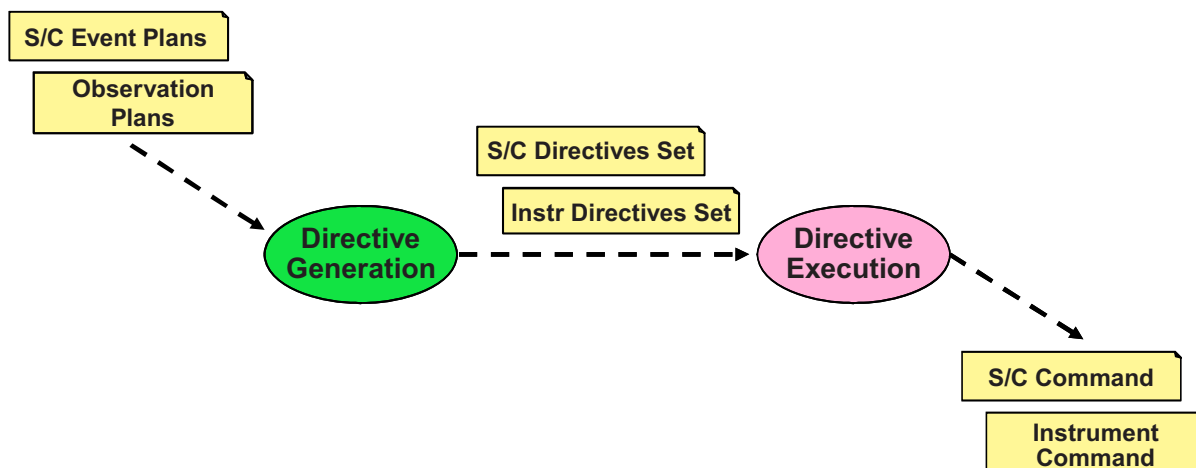 S/C Event Plans
Observation
Plans
S/C Directives Set
Instr Directives Set
Directive
Generation
Directive
Execution
S/C Command
Instrument
Command